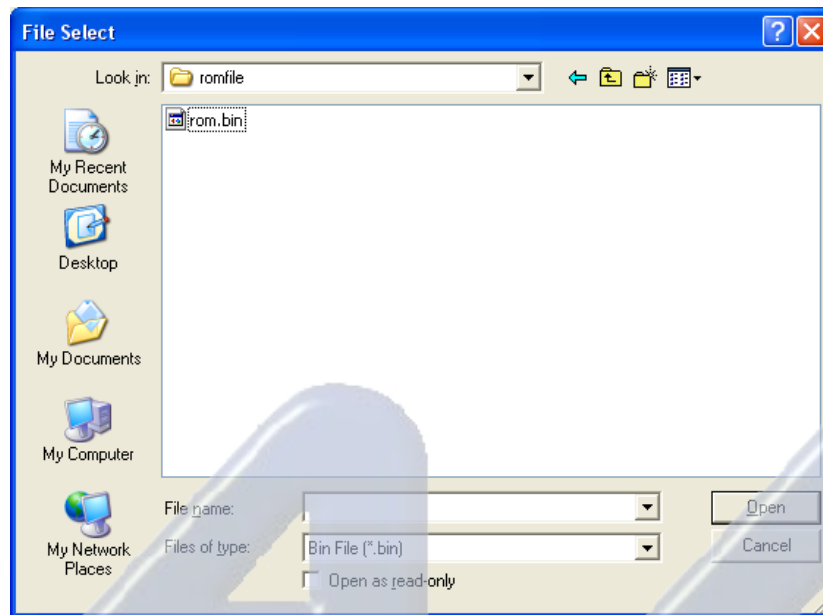 File Select
Look in: romfile
rom.bin
My Recent
Documents
Desktop
My Documents
My Computer
My Network
Places
File name:
Open
Files of type: Bin File (*.bin)
Cancel
Open as read-only